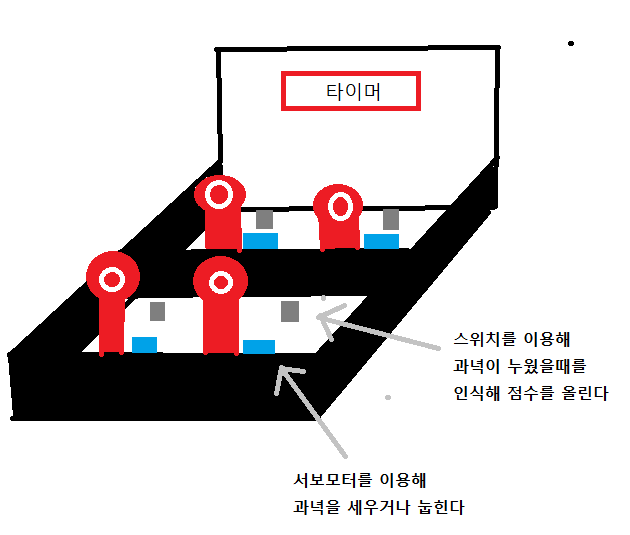 타이머
스위치를 이용해
과녁이 누웠을때를
인식해 점수를 올린다
서보모터를 이용해
과녁을 세우거나 눕힌다